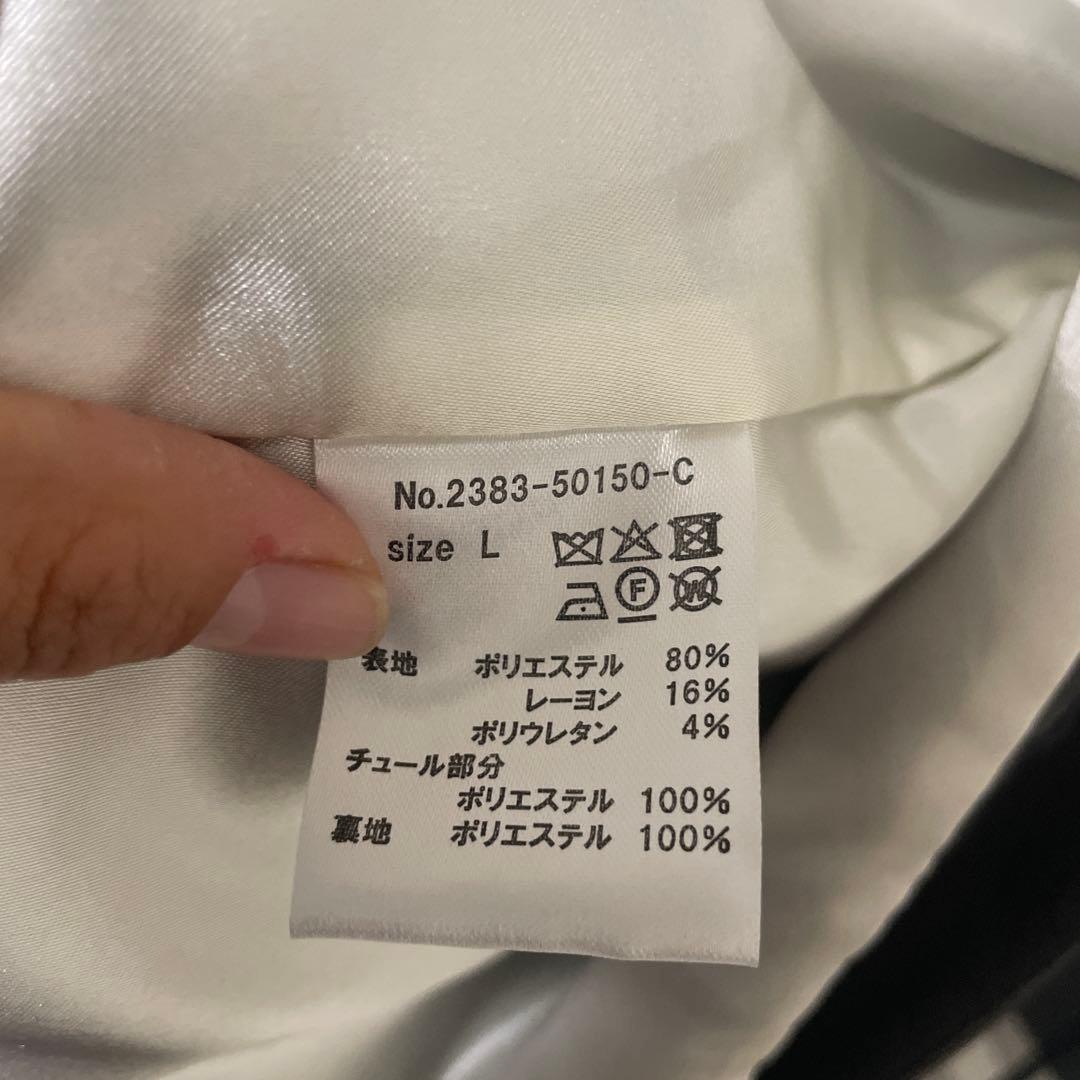 No.2383-50150-C
size L
F
W
表地 ポリエステル 80%
レーヨン 16%
ポリウレタン 4%
チュール部分
ポリエステル 100%
裏地 ポリエステル 100%